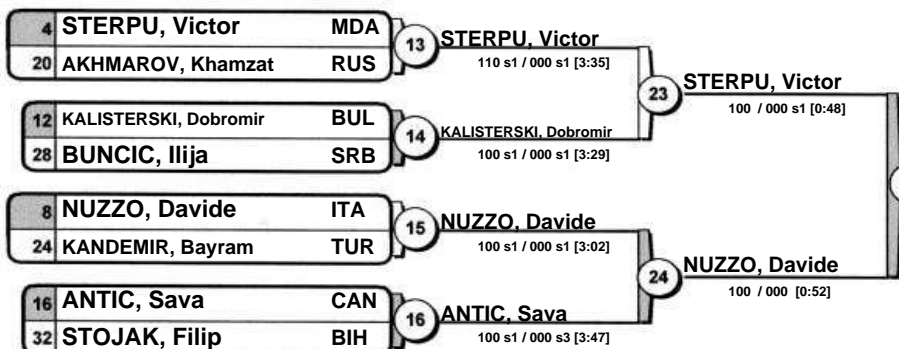 4 STERPU, Victor MDA
20 AKHMAROV, Khamzat RUS
13 STERPU, Victor
110 s1 / 000 s1 [3:35]
12 KALISTERSKI, Dobromir BUL
28 BUNCIC, Ilija SRB
14 KALISTERSKI, Dobromir
100 s1 / 000 s1 [3:29]
23 STERPU, Victor
100 / 000 s1 [0:48]
8 NUZZO, Davide ITA
24 KANDEMIR, Bayram TUR
15 NUZZO, Davide
100 s1 / 000 s1 [3:02]
16 ANTIC, Sava CAN
32 STOJAK, Filip BIH
16 ANTIC, Sava
100 s1 / 000 s3 [3:47]
24 NUZZO, Davide
100 / 000 [0:52]